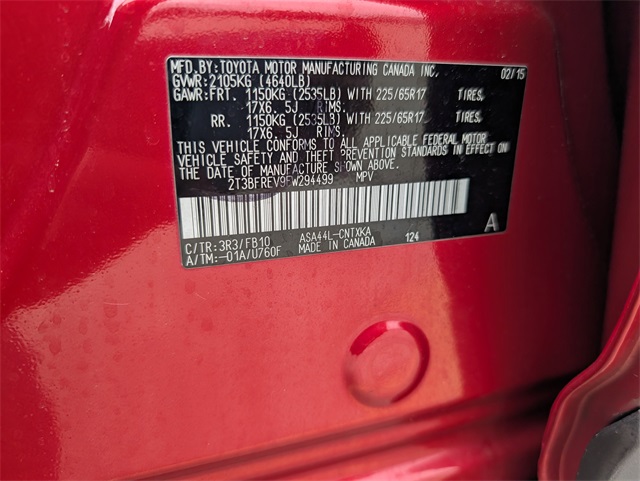 MFD.BY:TOYOTA MOTOR MANUFACTURING CANADA INC. 02/15
GVWR:2105KG (4640LB)
GAWR:FRT. 1150KG (2535LB) WITH 225/65R17 TIRES,
17X6.5J RIMS.
RR. 1150KG (2535LB) WITH 225/65R17 TIRES,
17X6.5J RIMS.
THIS VEHICLE CONFORMS TO ALL APPLICABLE FEDERAL MOTOR
VEHICLE SAFETY AND THEFT PREVENTION STANDARDS IN EFFECT ON
THE DATE OF MANUFACTURE SHOWN ABOVE.
2T3BFREV9FW294499 MPV
C/TR:3R3/FB10 ASA44L-CNTXKA 124 A
A/TM:-01A/U760F MADE IN CANADA